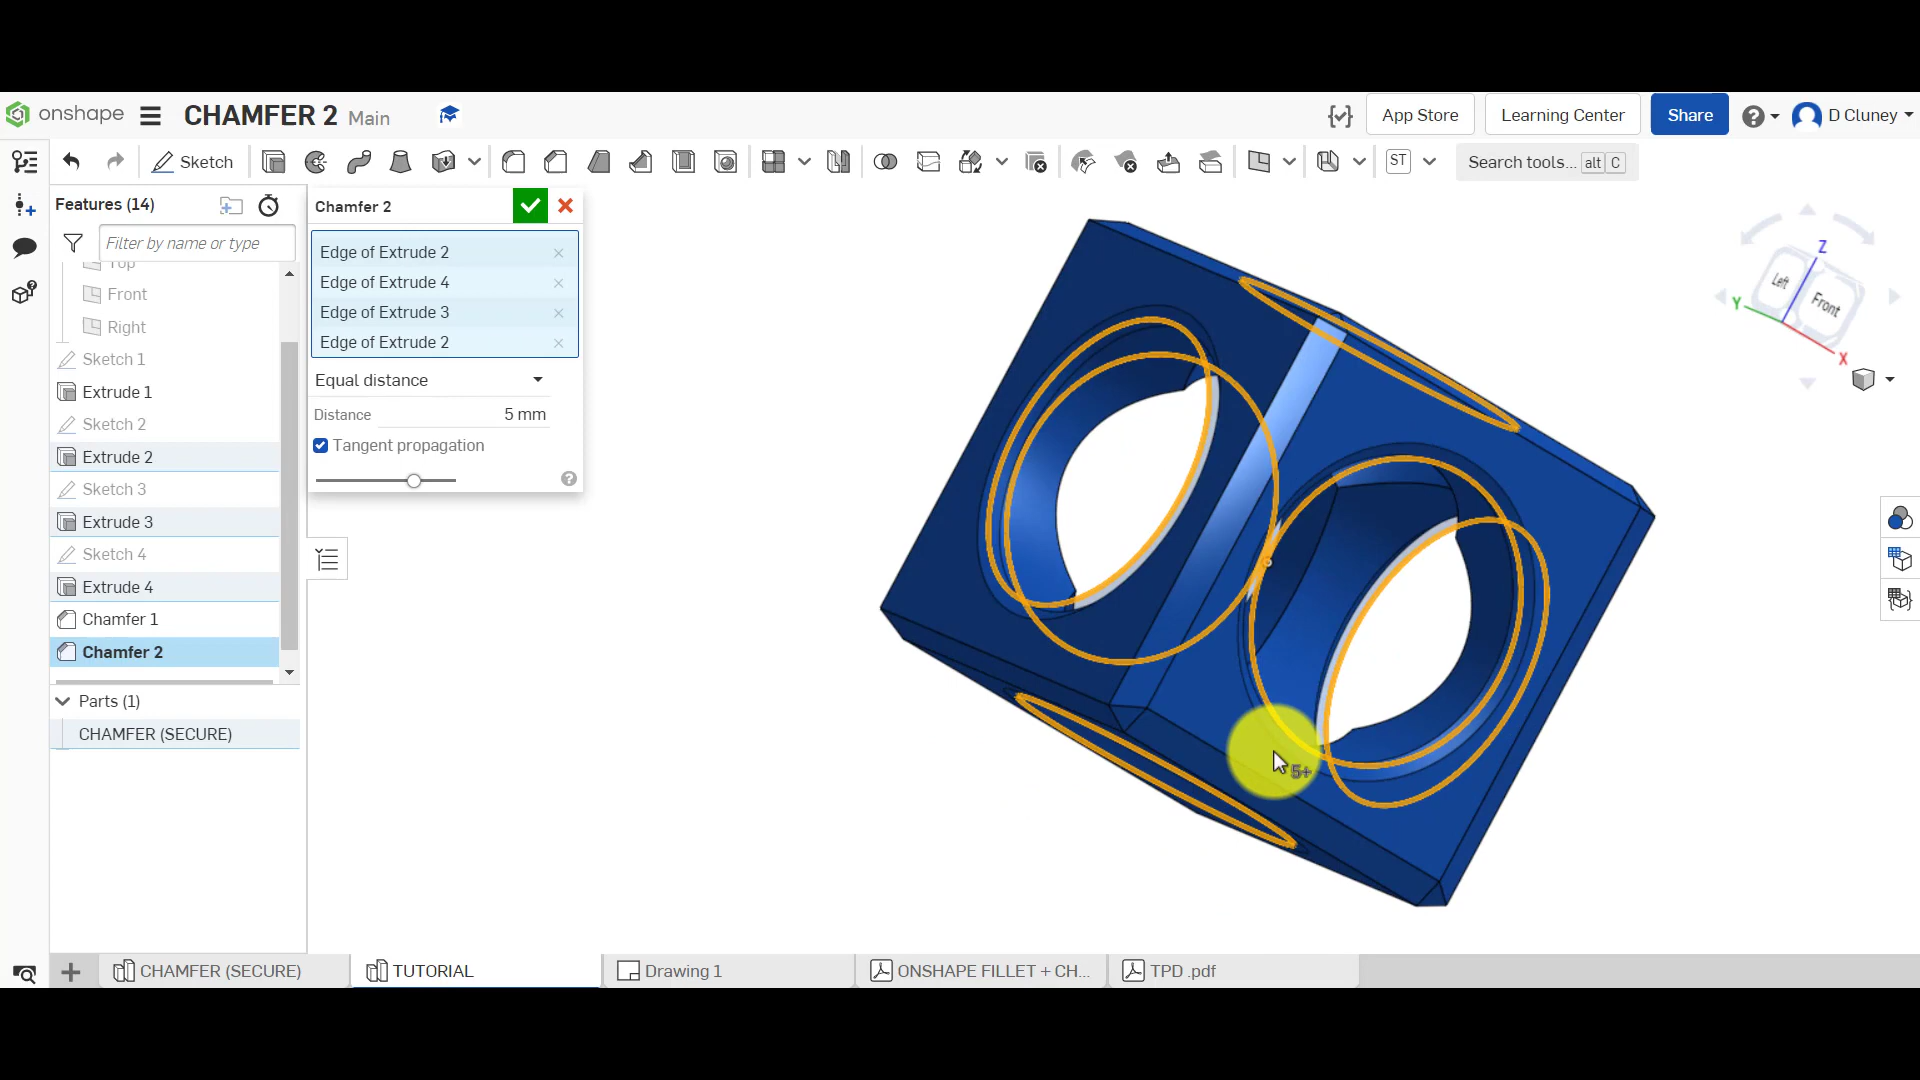 onshape CHAMFER 2 Main App Store Learning Center Share D Cluney
Sketch ST Search tools... alt C
Features (14)
Filter by name or type
Top
Front
Right
Sketch 1
Extrude 1
Sketch 2
Extrude 2
Sketch 3
Extrude 3
Sketch 4
Extrude 4
Chamfer 1
Chamfer 2
Parts (1)
CHAMFER (SECURE)
Chamfer 2
Edge of Extrude 2
Edge of Extrude 4
Edge of Extrude 3
Edge of Extrude 2
Equal distance
Distance 5 mm
Tangent propagation
5+
Z
Left
Front
Y
X
CHAMFER (SECURE) TUTORIAL Drawing 1 ONSHAPE FILLET + CH... TPD .pdf